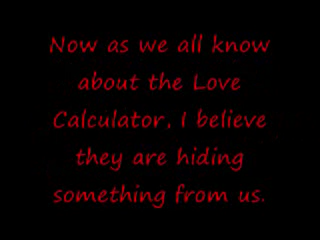 Now as we all know
about the Love
Calculator, I believe
they are hiding
something from us.